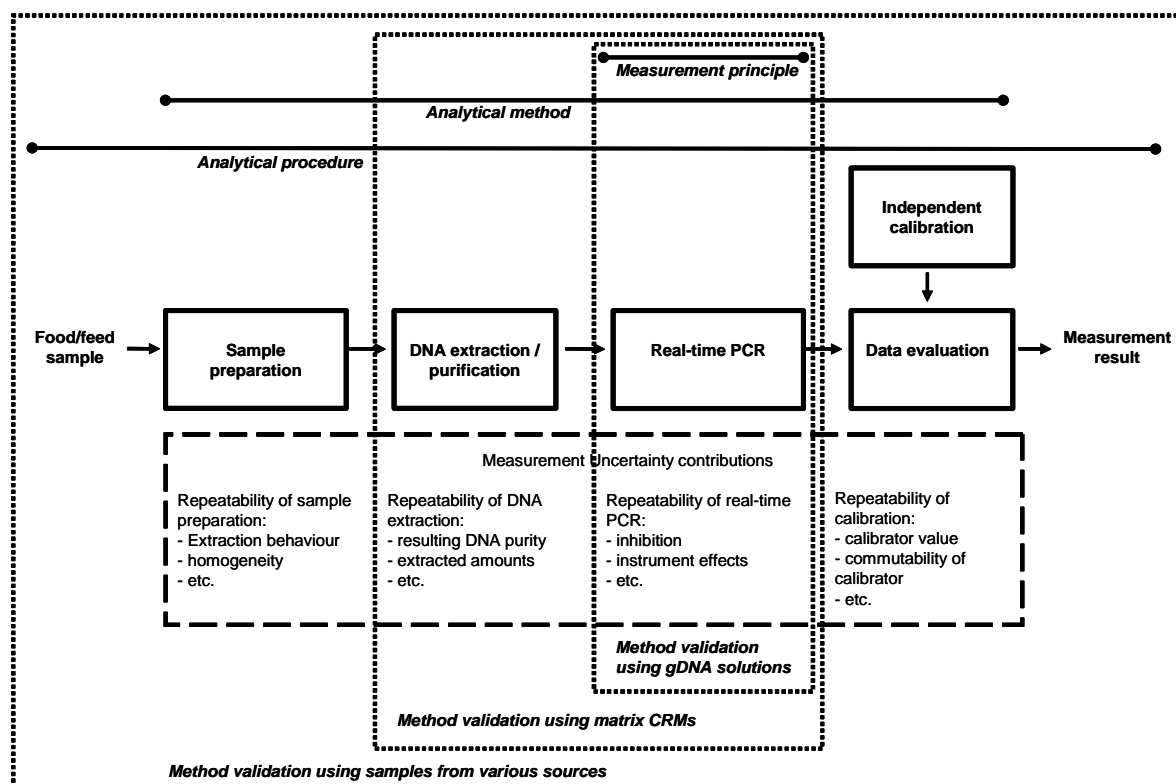 Measurement principle
Analytical method
Analytical procedure
Independent
calibration
Food/feed
sample
Sample
preparation
DNA extraction /
purification
Real-time PCR
Data evaluation
Measurement
result
Measurement Uncertainty contributions
Repeatability of sample
preparation:
- Extraction behaviour
- homogeneity
- etc.
Repeatability of DNA
extraction:
- resulting DNA purity
- extracted amounts
- etc.
Repeatability of real-time
PCR:
- inhibition
- instrument effects
- etc.
Repeatability of
calibration:
- calibrator value
- commutability of
calibrator
- etc.
Method validation
using gDNA solutions
Method validation using matrix CRMs
Method validation using samples from various sources